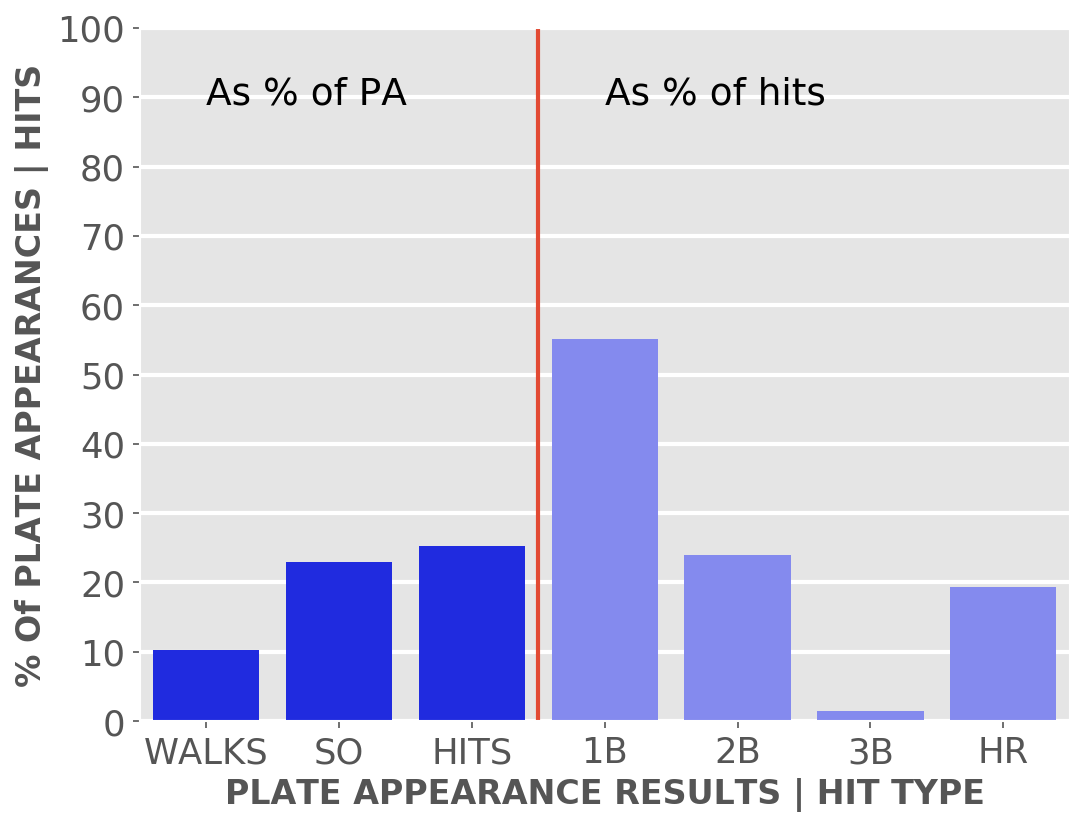 % Of PLATE APPEARANCES | HITS
100
90
80
70
60
50
40
30
20
10
0
As % of PA
As % of hits
WALKS SO HITS 1B 2B 3B HR
PLATE APPEARANCE RESULTS | HIT TYPE